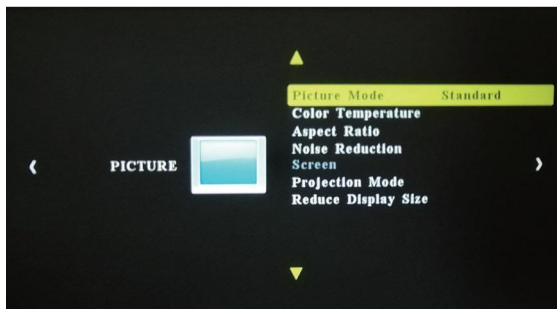 PICTURE
Picture Mode Standard
Color Temperature
Aspect Ratio
Noise Reduction
Screen
Projection Mode
Reduce Display Size